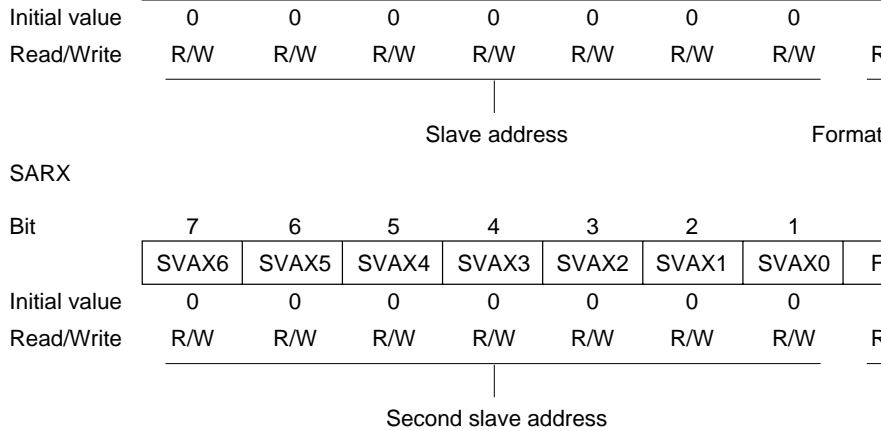 Initial value 0 0 0 0 0 0 0
Read/Write R/W R/W R/W R/W R/W R/W R/W R
Slave address Format
SARX
Bit 7 6 5 4 3 2 1
SVAX6 SVAX5 SVAX4 SVAX3 SVAX2 SVAX1 SVAX0 F
Initial value 0 0 0 0 0 0 0
Read/Write R/W R/W R/W R/W R/W R/W R/W R
Second slave address